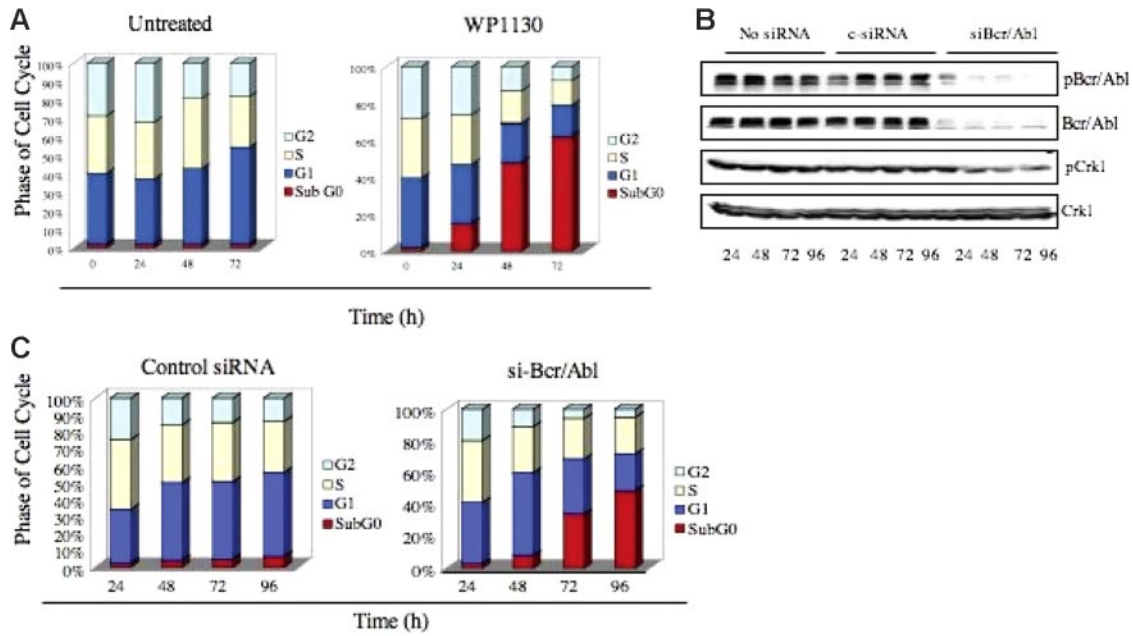 A
Untreated
WP1130
Phase of Cell Cycle
100%
90%
80%
70%
60%
50%
40%
30%
20%
10%
0%
0 24 48 72
G2
S
G1
Sub G0
100%
80%
60%
40%
20%
0%
0 24 48 72
G2
S
G1
SubG0
Time (h)
B
No siRNA c-siRNA siBcr/Abl
pBcr/Abl
Bcr/Abl
pCrk1
Crk1
24 48 72 96 24 48 72 96 24 48 72 96
C
Control siRNA
si-Bcr/Abl
Phase of Cell Cycle
100%
90%
80%
70%
60%
50%
40%
30%
20%
10%
0%
24 48 72 96
G2
S
G1
SubG0
100%
80%
60%
40%
20%
0%
24 48 72 96
G2
S
G1
SubG0
Time (h)